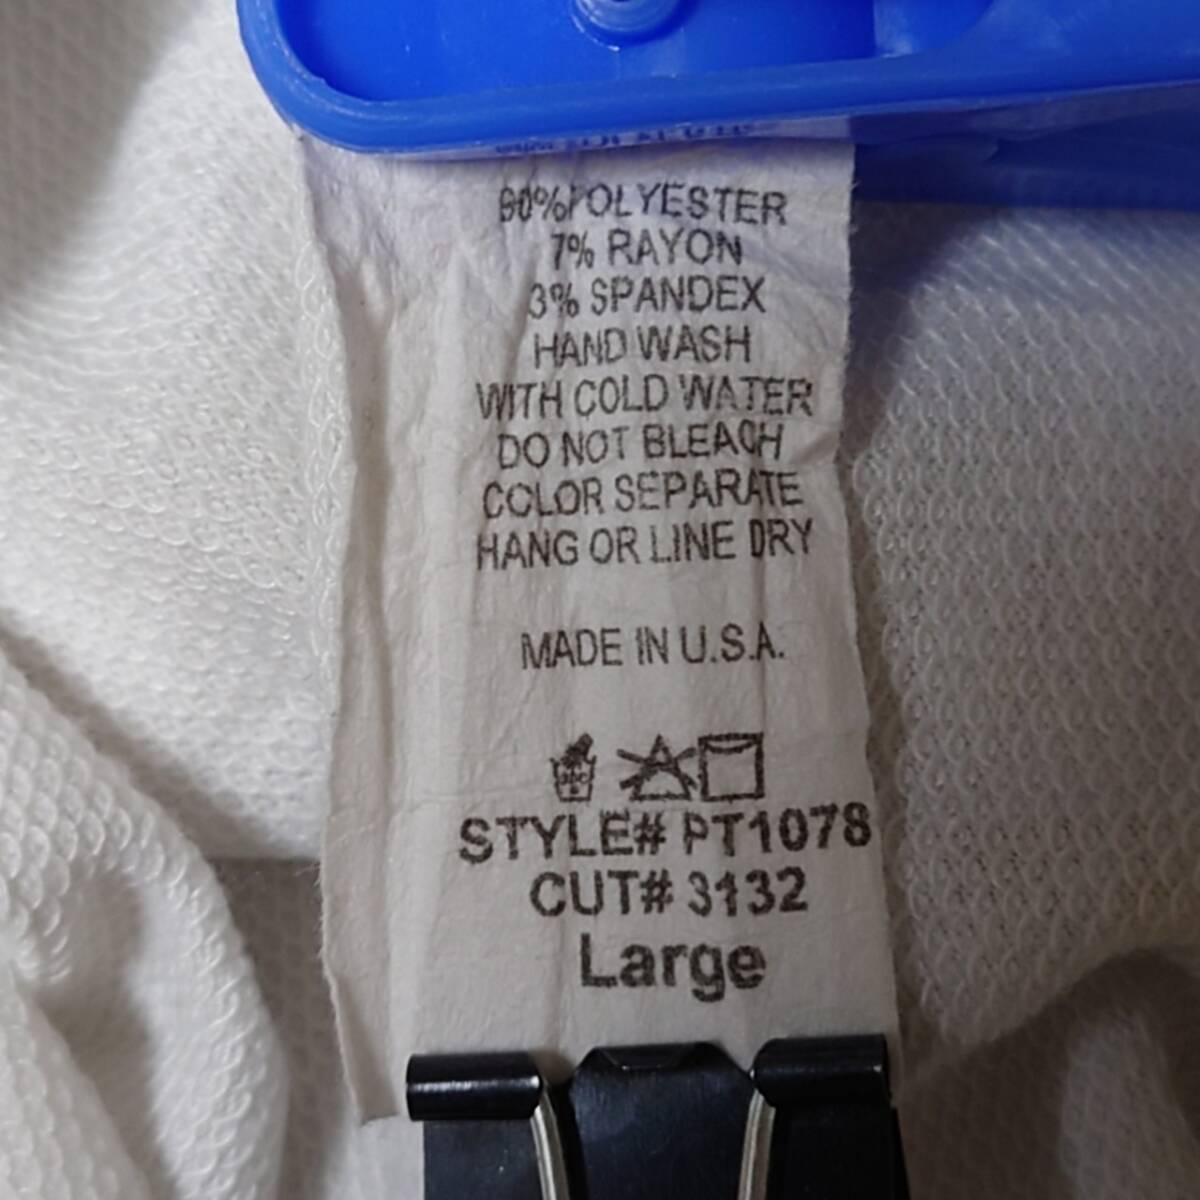 90%POLYESTER
7% RAYON
3% SPANDEX
HAND WASH
WITH COLD WATER
DO NOT BLEACH
COLOR SEPARATE
HANG OR LINE DRY
MADE IN U.S.A.
STYLE# PT1078
CUT# 3132
Large